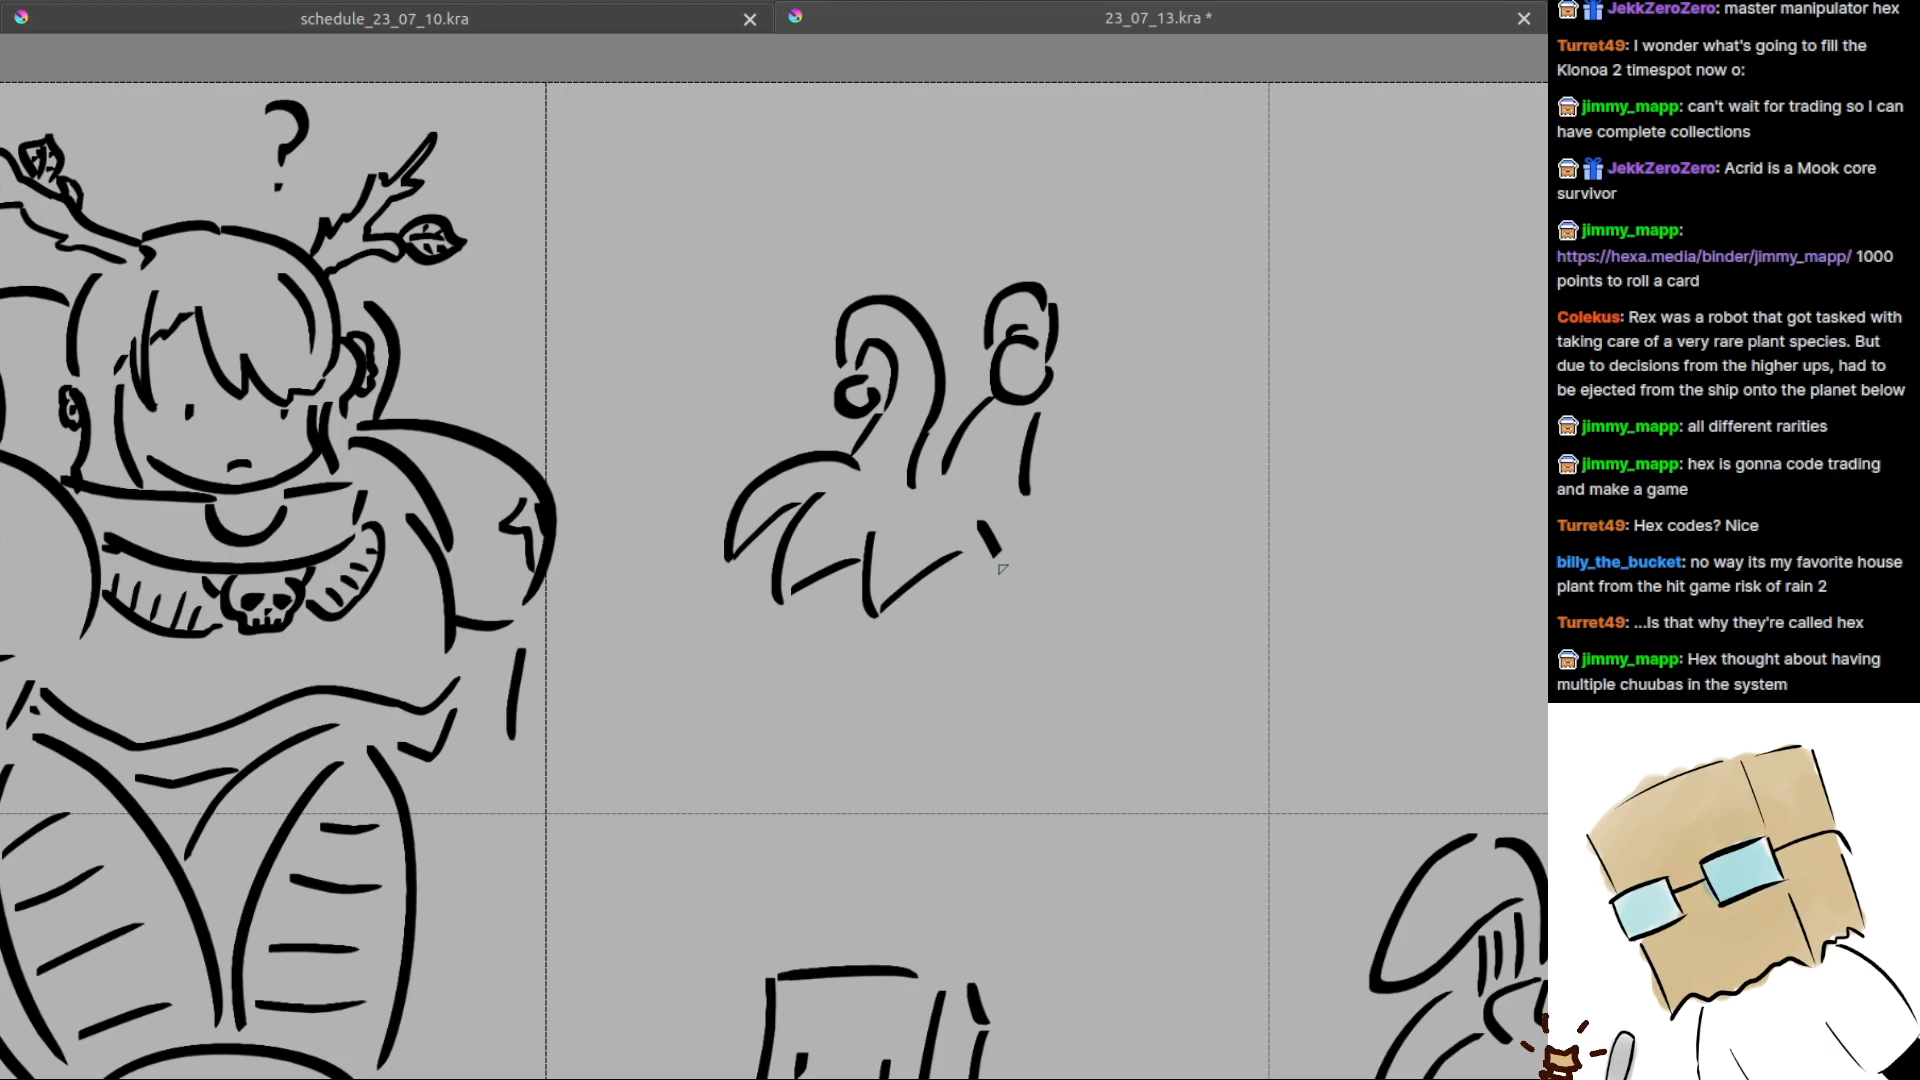 schedule_23_07_10.kra
23_07_13.kra *
?
JekkZeroZero: master manipulator hex
Turret49: I wonder what's going to fill the
Klonoa 2 timespot now o:
jimmy_mapp: can't wait for trading so I can
have complete collections
JekkZeroZero: Acrid is a Mook core
survivor
jimmy_mapp:
https://hexa.media/binder/jimmy_mapp/ 1000
points to roll a card
Colekus: Rex was a robot that got tasked with
taking care of a very rare plant species. But
due to decisions from the higher ups, had to
be ejected from the ship onto the planet below
jimmy_mapp: all different rarities
jimmy_mapp: hex is gonna code trading
and make a game
Turret49: Hex codes? Nice
billy_the_bucket: no way its my favorite house
plant from the hit game risk of rain 2
Turret49: ...Is that why they're called hex
jimmy_mapp: Hex thought about having
multiple chuubas in the system